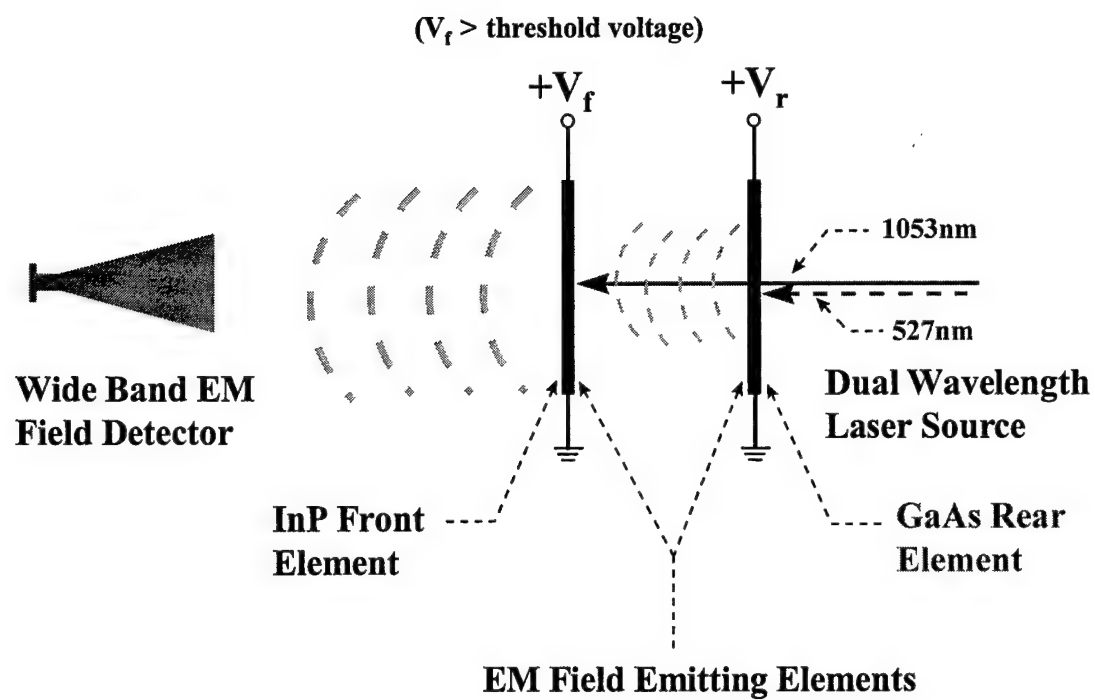 (Vf > threshold voltage)
+Vf
+Vr
1053nm
527nm
Wide Band EM
Field Detector
Dual Wavelength
Laser Source
InP Front
Element
GaAs Rear
Element
EM Field Emitting Elements